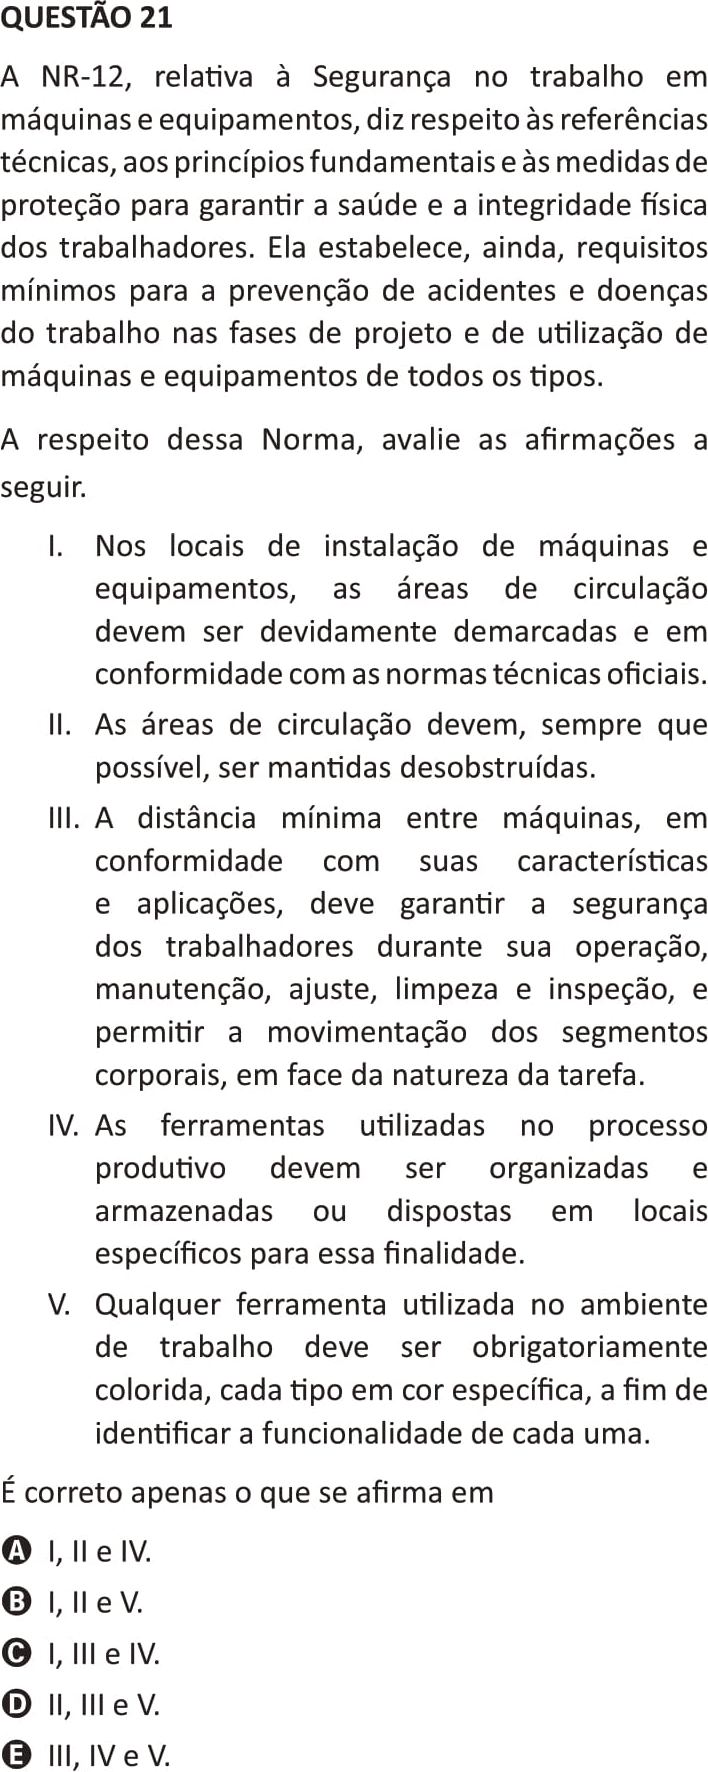 QUESTÃO 21
A NR-12, relativa à Segurança no trabalho em
máquinas e equipamentos, diz respeito às referências
técnicas, aos princípios fundamentais e às medidas de
proteção para garantir a saúde e a integridade física
dos trabalhadores. Ela estabelece, ainda, requisitos
mínimos para a prevenção de acidentes e doenças
do trabalho nas fases de projeto e de utilização de
máquinas e equipamentos de todos os tipos.
A respeito dessa Norma, avalie as afirmações a
seguir.
I. Nos locais de instalação de máquinas e
equipamentos, as áreas de circulação
devem ser devidamente demarcadas e em
conformidade com as normas técnicas oficiais.
II. As áreas de circulação devem, sempre que
possível, ser mantidas desobstruídas.
III. A distância mínima entre máquinas, em
conformidade com suas características
e aplicações, deve garantir a segurança
dos trabalhadores durante sua operação,
manutenção, ajuste, limpeza e inspeção, e
permitir a movimentação dos segmentos
corporais, em face da natureza da tarefa.
IV. As ferramentas utilizadas no processo
produtivo devem ser organizadas e
armazenadas ou dispostas em locais
específicos para essa finalidade.
V. Qualquer ferramenta utilizada no ambiente
de trabalho deve ser obrigatoriamente
colorida, cada tipo em cor específica, a fim de
identificar a funcionalidade de cada uma.
É correto apenas o que se afirma em
A I, II e IV.
B I, II e V.
C I, III e IV.
D II, III e V.
E III, IV e V.